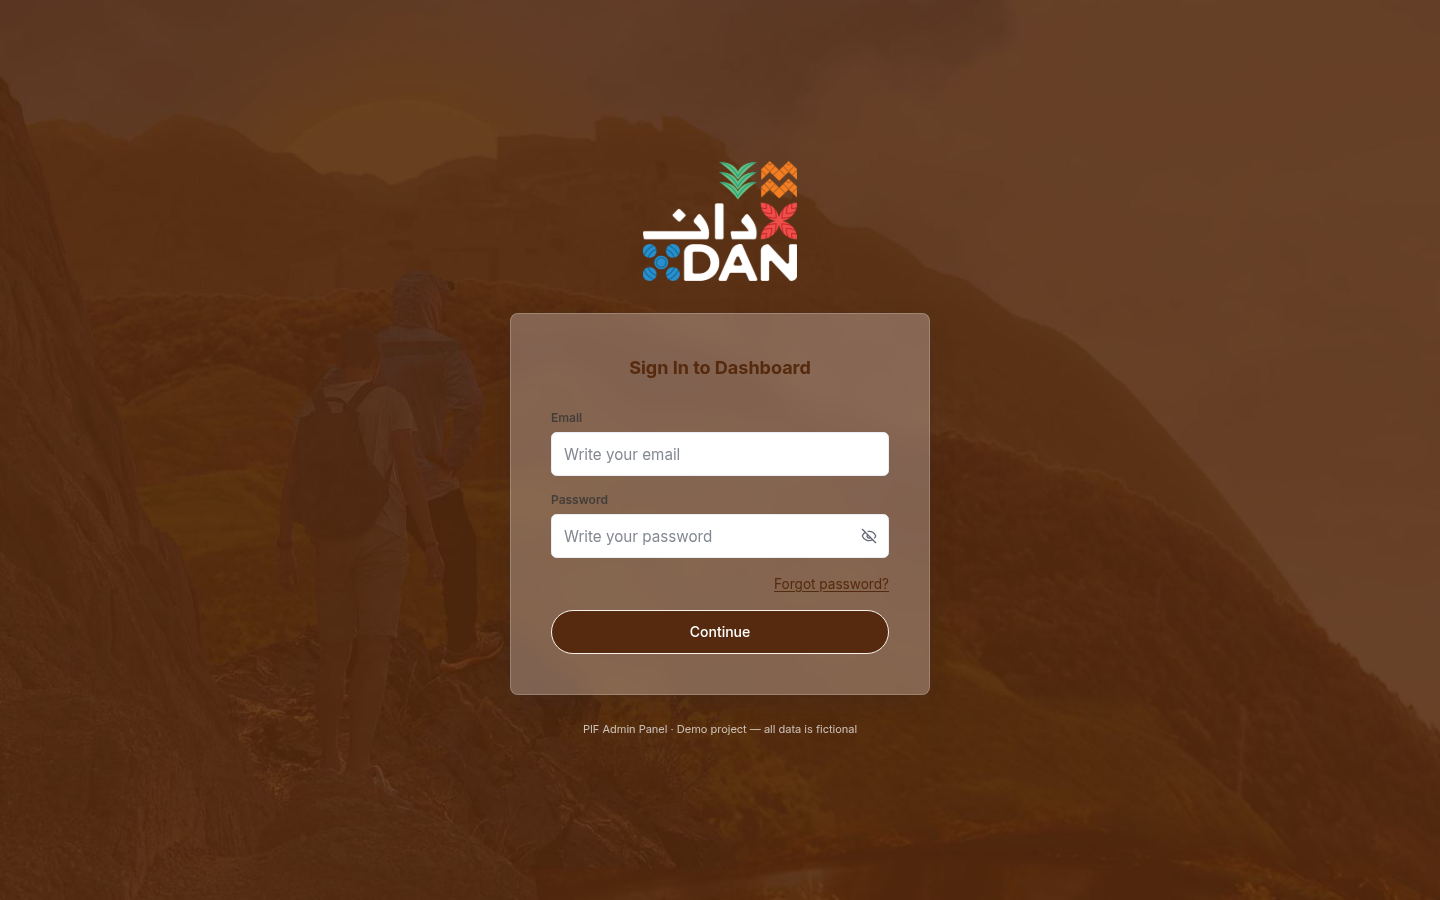 دان
DAN
Sign In to Dashboard
Email
Write your email
Password
Write your password
Forgot password?
Continue
PIF Admin Panel · Demo project — all data is fictional